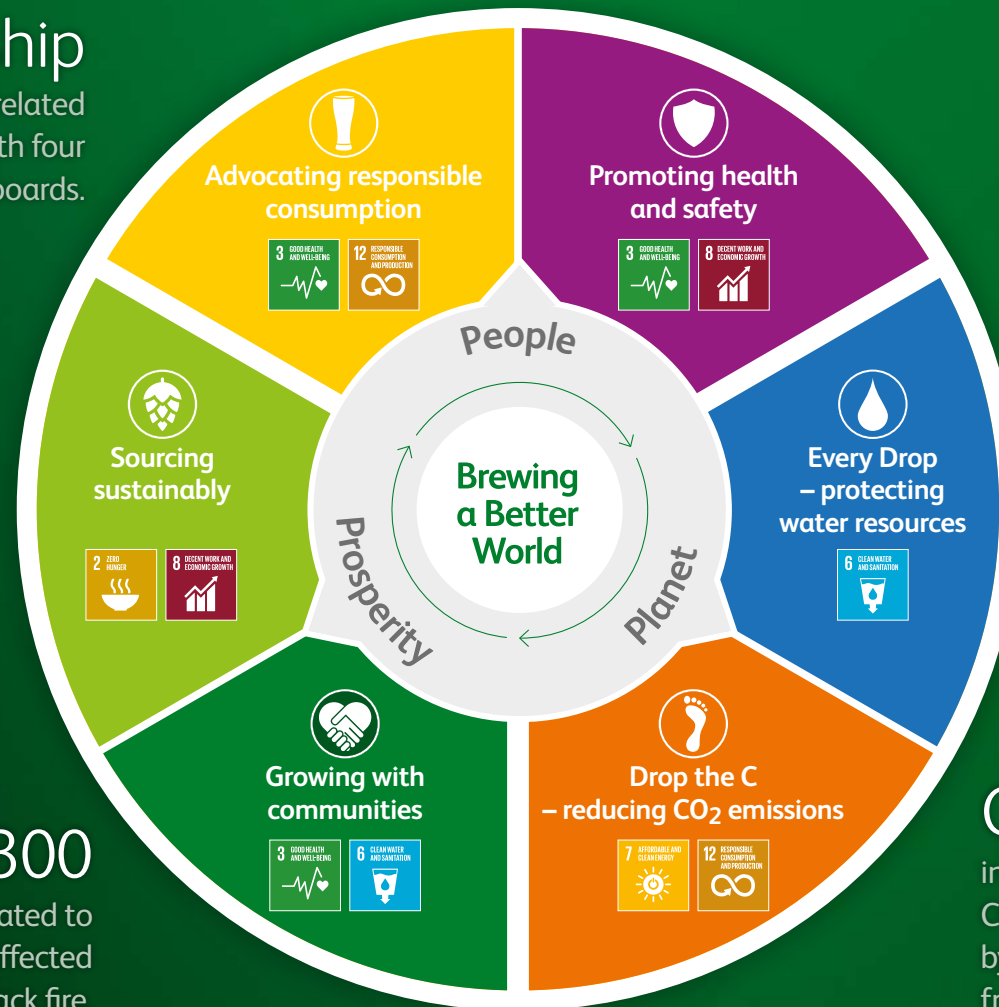 hip
elated
th four
boards.
Advocating responsible
consumption
3 GOOD HEALTH
AND WELL-BEING
12 RESPONSIBLE
CONSUMPTION
AND PRODUCTION
Promoting health
and safety
3 GOOD HEALTH
AND WELL-BEING
8 DECENT WORK AND
ECONOMIC GROWTH
People
Sourcing
sustainably
2 ZERO
HUNGER
8 DECENT WORK AND
ECONOMIC GROWTH
Brewing
a Better
World
Every Drop
– protecting
water resources
6 CLEAN WATER
AND SANITATION
Prosperity
Planet
Growing with
communities
3 GOOD HEALTH
AND WELL-BEING
6 CLEAN WATER
AND SANITATION
Drop the C
– reducing CO₂ emissions
7 AFFORDABLE AND
CLEAN ENERGY
12 RESPONSIBLE
CONSUMPTION
AND PRODUCTION
300
ated to
ffected
ack fire
in
C
b
fr